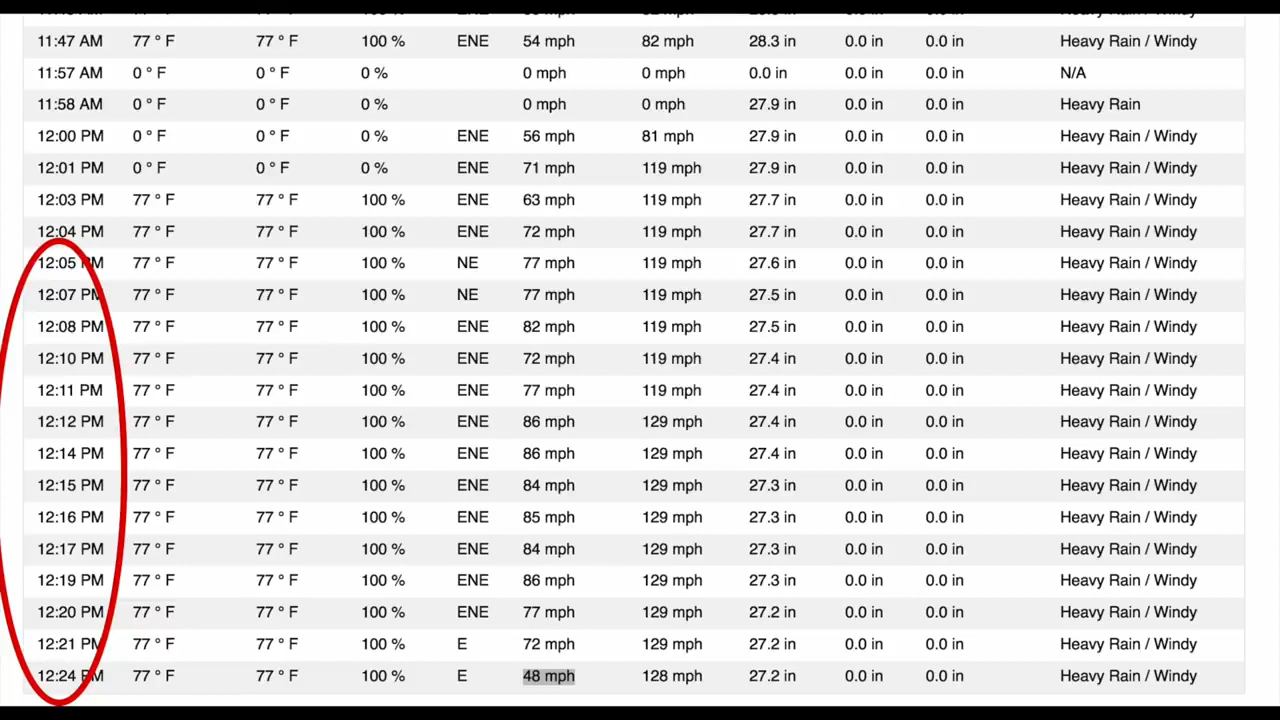 11:47 AM 77 ° F 77 ° F 100 % ENE 54 mph 82 mph 28.3 in 0.0 in 0.0 in Heavy Rain / Windy
11:57 AM 0 ° F 0 ° F 0 % 0 mph 0 mph 0.0 in 0.0 in 0.0 in N/A
11:58 AM 0 ° F 0 ° F 0 % 0 mph 0 mph 27.9 in 0.0 in 0.0 in Heavy Rain
12:00 PM 0 ° F 0 ° F 0 % ENE 56 mph 81 mph 27.9 in 0.0 in 0.0 in Heavy Rain / Windy
12:01 PM 0 ° F 0 ° F 0 % ENE 71 mph 119 mph 27.9 in 0.0 in 0.0 in Heavy Rain / Windy
12:03 PM 77 ° F 77 ° F 100 % ENE 63 mph 119 mph 27.7 in 0.0 in 0.0 in Heavy Rain / Windy
12:04 PM 77 ° F 77 ° F 100 % ENE 72 mph 119 mph 27.7 in 0.0 in 0.0 in Heavy Rain / Windy
12:05 PM 77 ° F 77 ° F 100 % NE 77 mph 119 mph 27.6 in 0.0 in 0.0 in Heavy Rain / Windy
12:07 PM 77 ° F 77 ° F 100 % NE 77 mph 119 mph 27.5 in 0.0 in 0.0 in Heavy Rain / Windy
12:08 PM 77 ° F 77 ° F 100 % ENE 82 mph 119 mph 27.5 in 0.0 in 0.0 in Heavy Rain / Windy
12:10 PM 77 ° F 77 ° F 100 % ENE 72 mph 119 mph 27.4 in 0.0 in 0.0 in Heavy Rain / Windy
12:11 PM 77 ° F 77 ° F 100 % ENE 77 mph 119 mph 27.4 in 0.0 in 0.0 in Heavy Rain / Windy
12:12 PM 77 ° F 77 ° F 100 % ENE 86 mph 129 mph 27.4 in 0.0 in 0.0 in Heavy Rain / Windy
12:14 PM 77 ° F 77 ° F 100 % ENE 86 mph 129 mph 27.4 in 0.0 in 0.0 in Heavy Rain / Windy
12:15 PM 77 ° F 77 ° F 100 % ENE 84 mph 129 mph 27.3 in 0.0 in 0.0 in Heavy Rain / Windy
12:16 PM 77 ° F 77 ° F 100 % ENE 85 mph 129 mph 27.3 in 0.0 in 0.0 in Heavy Rain / Windy
12:17 PM 77 ° F 77 ° F 100 % ENE 84 mph 129 mph 27.3 in 0.0 in 0.0 in Heavy Rain / Windy
12:19 PM 77 ° F 77 ° F 100 % ENE 86 mph 129 mph 27.3 in 0.0 in 0.0 in Heavy Rain / Windy
12:20 PM 77 ° F 77 ° F 100 % ENE 77 mph 129 mph 27.2 in 0.0 in 0.0 in Heavy Rain / Windy
12:21 PM 77 ° F 77 ° F 100 % E 72 mph 129 mph 27.2 in 0.0 in 0.0 in Heavy Rain / Windy
12:24 PM 77 ° F 77 ° F 100 % E 48 mph 128 mph 27.2 in 0.0 in 0.0 in Heavy Rain / Windy